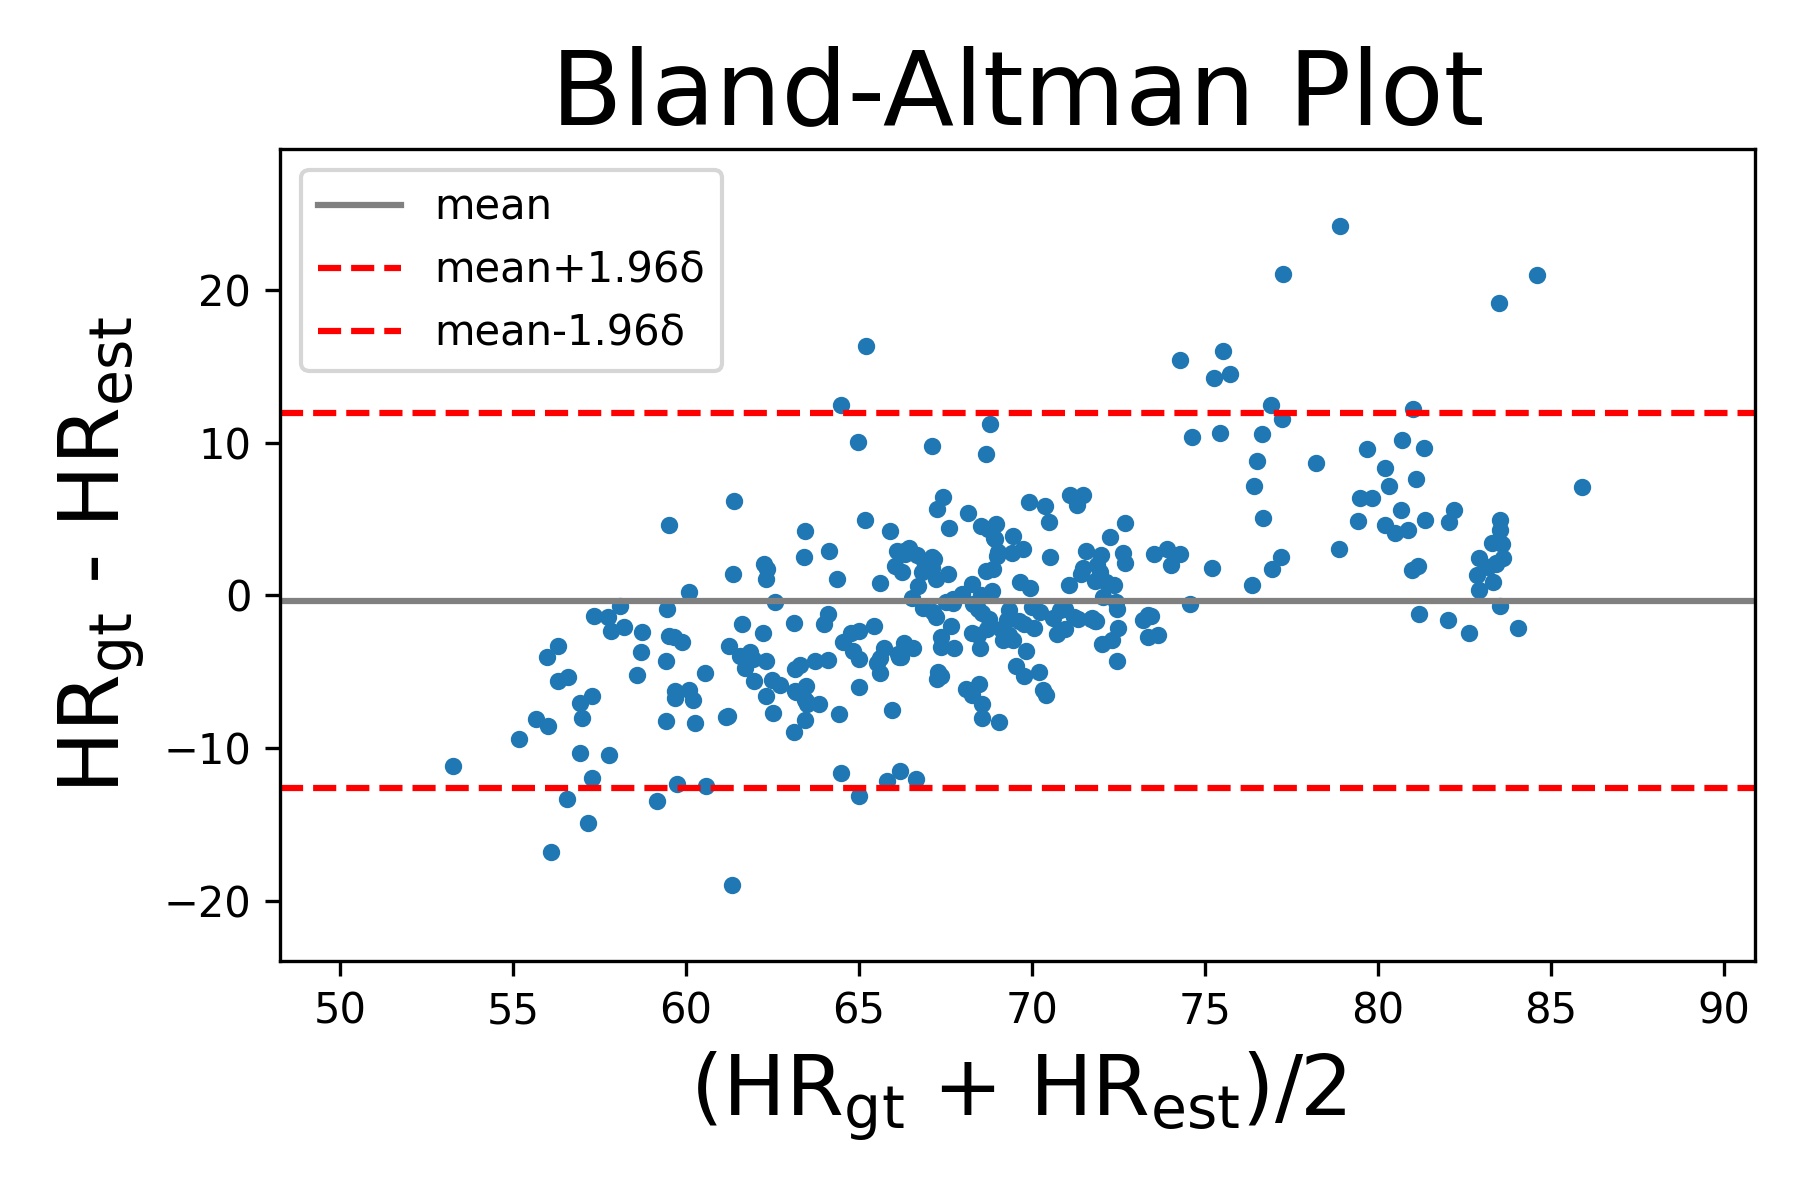 Bland-Altman Plot
mean
mean+1.96δ
mean-1.96δ
HRgt - HRest
20
10
0
−10
−20
50 55 60 65 70 75 80 85 90
(HRgt + HRest)/2